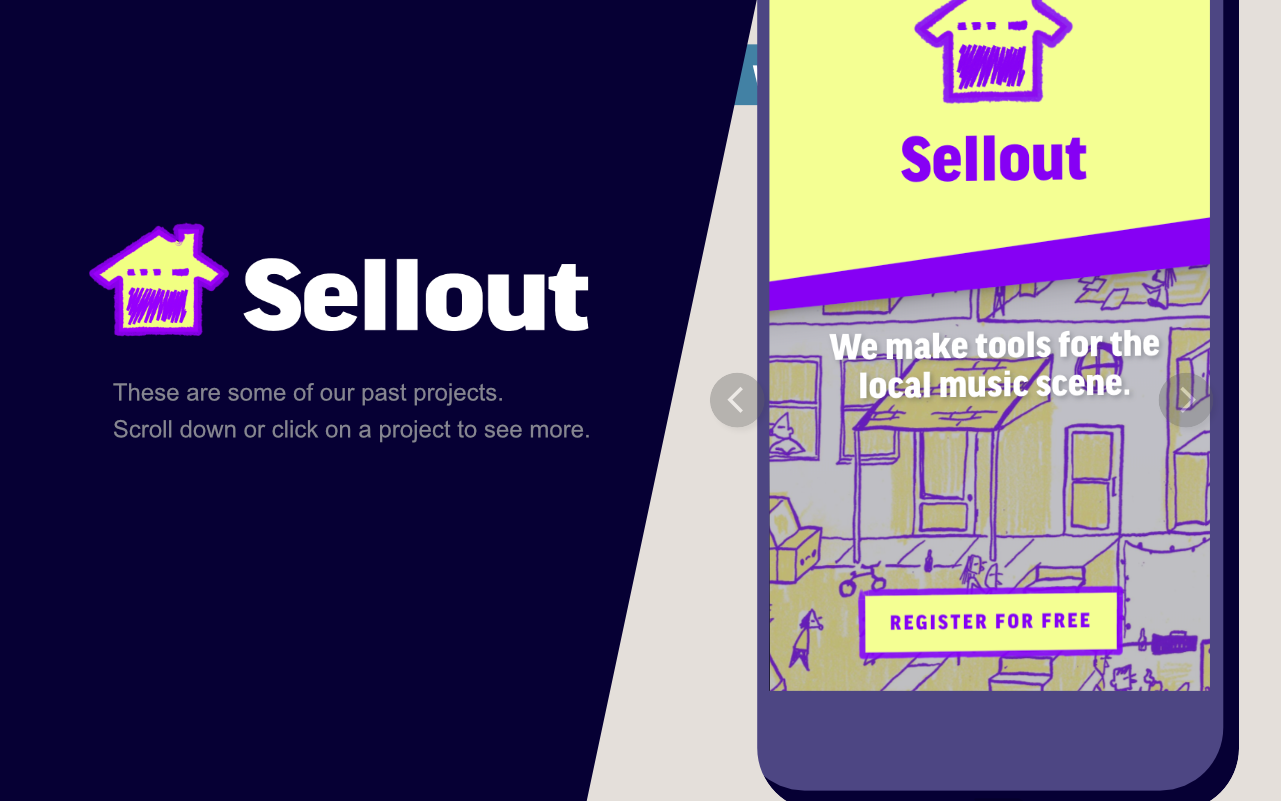 Sellout
These are some of our past projects.
Scroll down or click on a project to see more.
Sellout
We make tools for the
local music scene.
REGISTER FOR FREE